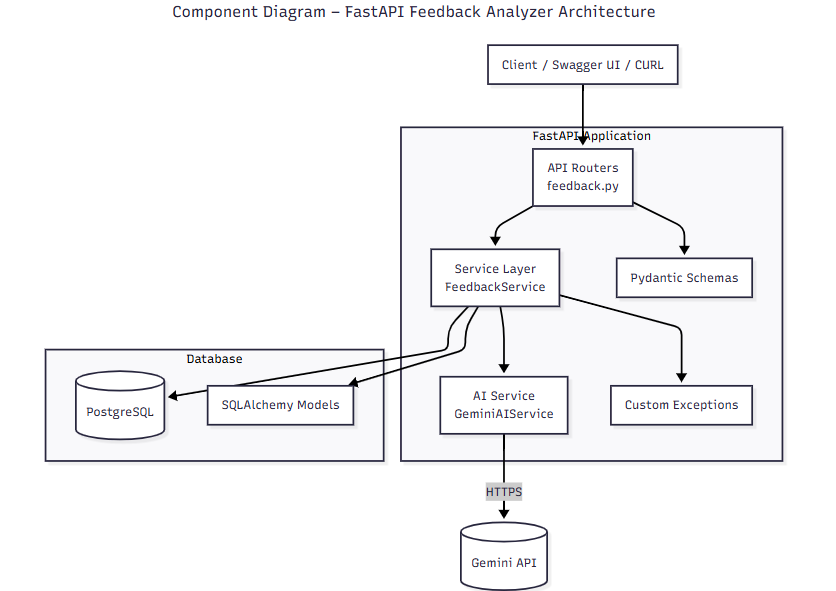 Component Diagram – FastAPI Feedback Analyzer Architecture
Client / Swagger UI / CURL
FastAPI Application
API Routers
feedback.py
Service Layer
FeedbackService
Pydantic Schemas
Database
PostgreSQL
SQLAlchemy Models
AI Service
GeminiAIService
Custom Exceptions
HTTPS
Gemini API